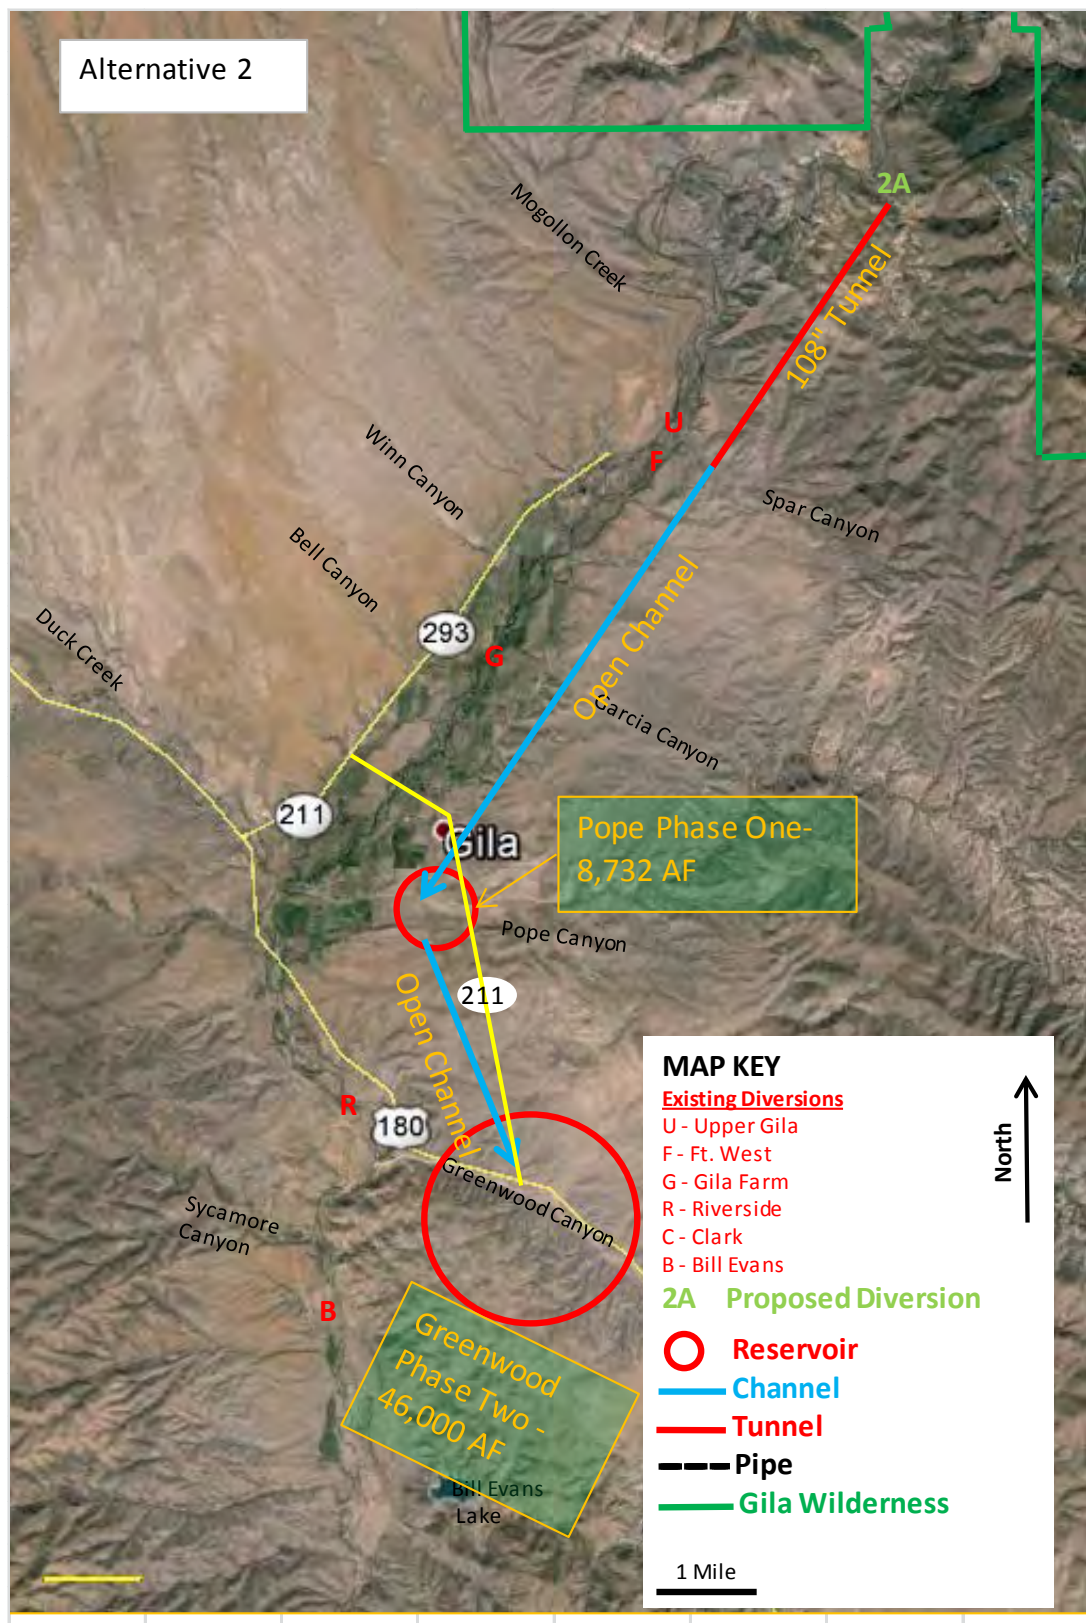 Alternative 2
2A
Mogollon Creek
108" Tunnel
U
F
Winn Canyon
Spar Canyon
Bell Canyon
Open Channel
Duck Creek
293
G
Garcia Canyon
211
Gila
Pope Phase One-
8,732 AF
Pope Canyon
Open Channel
211
R
180
Greenwood Canyon
Sycamore
Canyon
B
Greenwood
Phase Two -
46,000 AF
Bill Evans
Lake
MAP KEY
Existing Diversions
U - Upper Gila
F - Ft. West
G - Gila Farm
R - Riverside
C - Clark
B - Bill Evans
North
2A Proposed Diversion
Reservoir
Channel
Tunnel
Pipe
Gila Wilderness
1 Mile